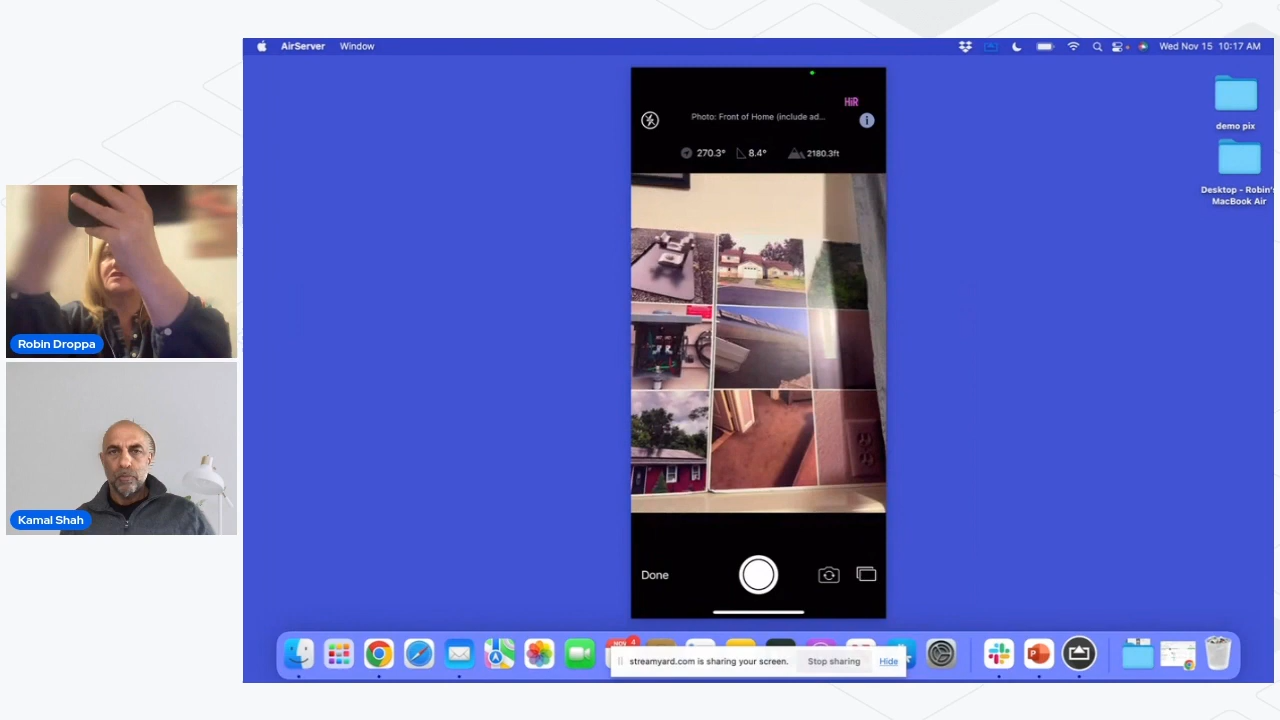 AirServer Window
Wed Nov 15 10:17 AM
HiR
Photo: Front of Home (include ad...
270.3° 8.4° 2180.3ft
demo pix
Desktop - Robin's
MacBook Air
Robin Droppa
Kamal Shah
Done
NOV
4
streamyard.com is sharing your screen. Stop sharing Hide